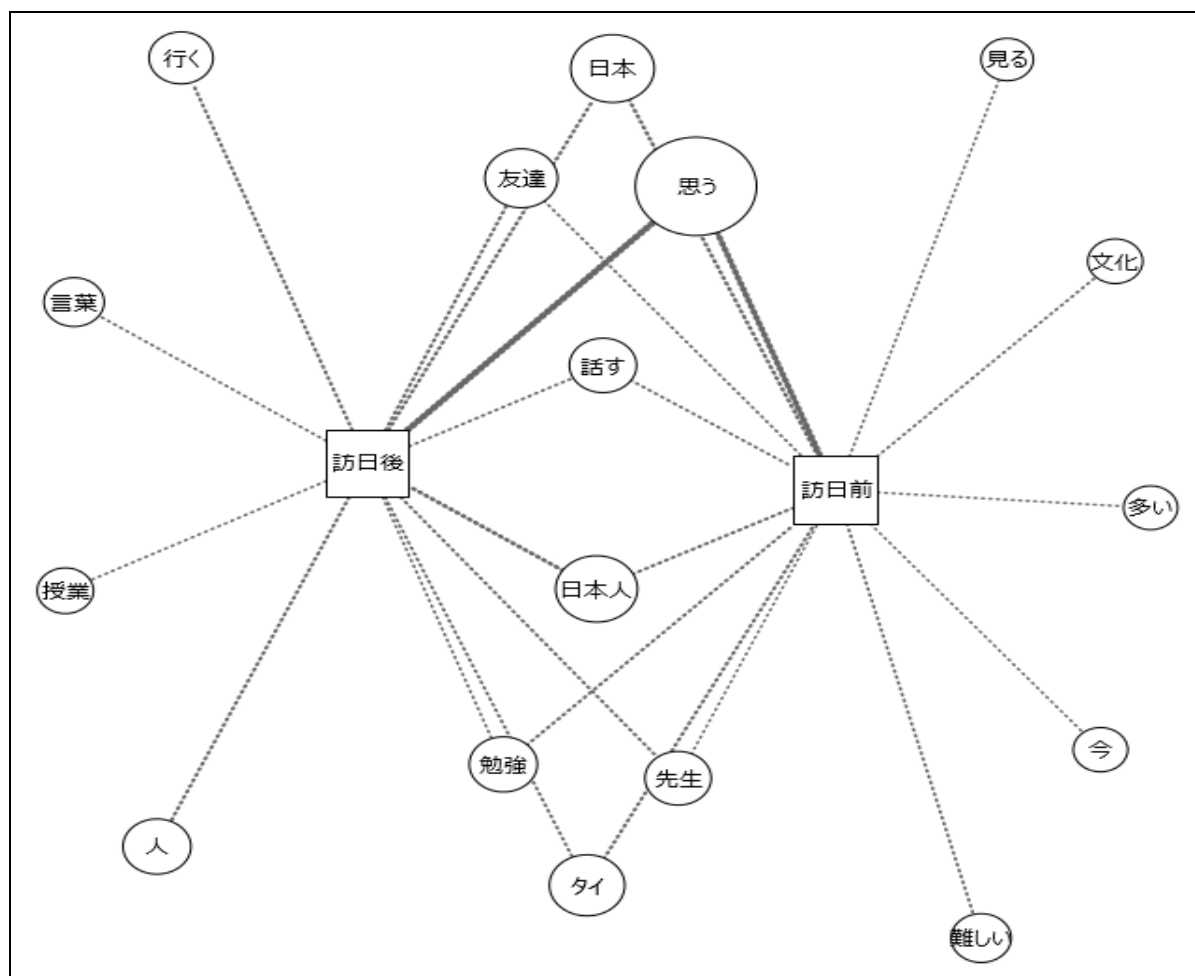 行く
日本
見る
友達
思う
文化
言葉
話す
訪日後
訪日前
多い
授業
日本人
勉強
先生
今
人
タイ
難しい